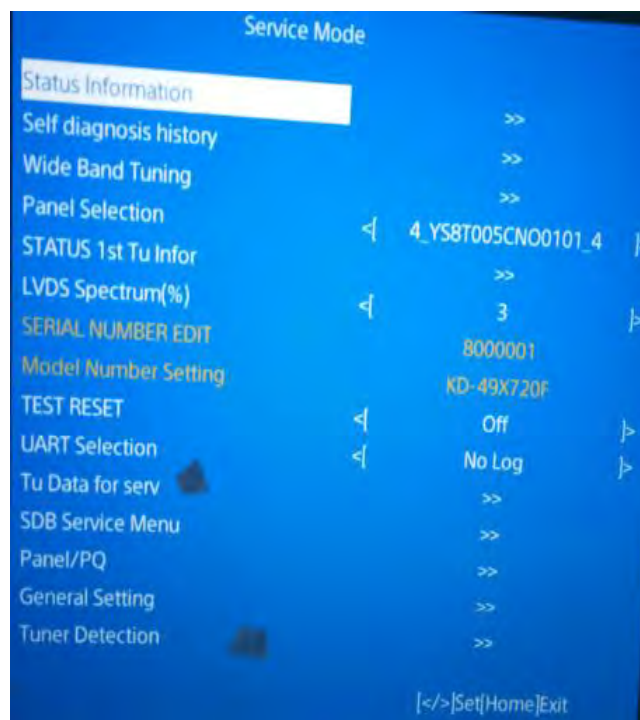 Service Mode
Status Information >>
Self diagnosis history >>
Wide Band Tuning >>
Panel Selection <[ 4_YS8T005CNO0101_4 ]>
STATUS 1st Tu Infor >>
LVDS Spectrum(%) <[ 3 ]>
SERIAL NUMBER EDIT 8000001
Model Number Setting KD-49X720F
TEST RESET <[ Off ]>
UART Selection <[ No Log ]>
Tu Data for serv >>
SDB Service Menu >>
Panel/PQ >>
General Setting >>
Tuner Detection >>
[</>]Set[Home]Exit